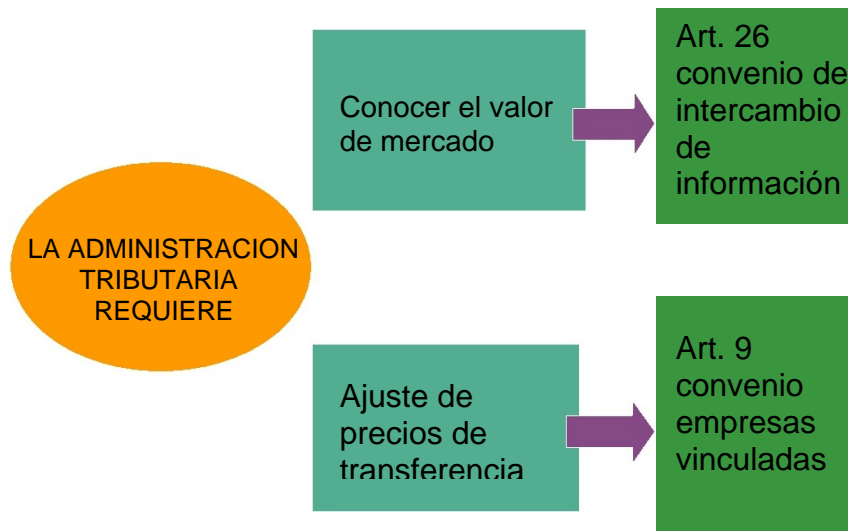 LA ADMINISTRACION
TRIBUTARIA
REQUIERE
Conocer el valor
de mercado
Art. 26
convenio de
intercambio
de
información
Ajuste de
precios de
transferencia
Art. 9
convenio
empresas
vinculadas